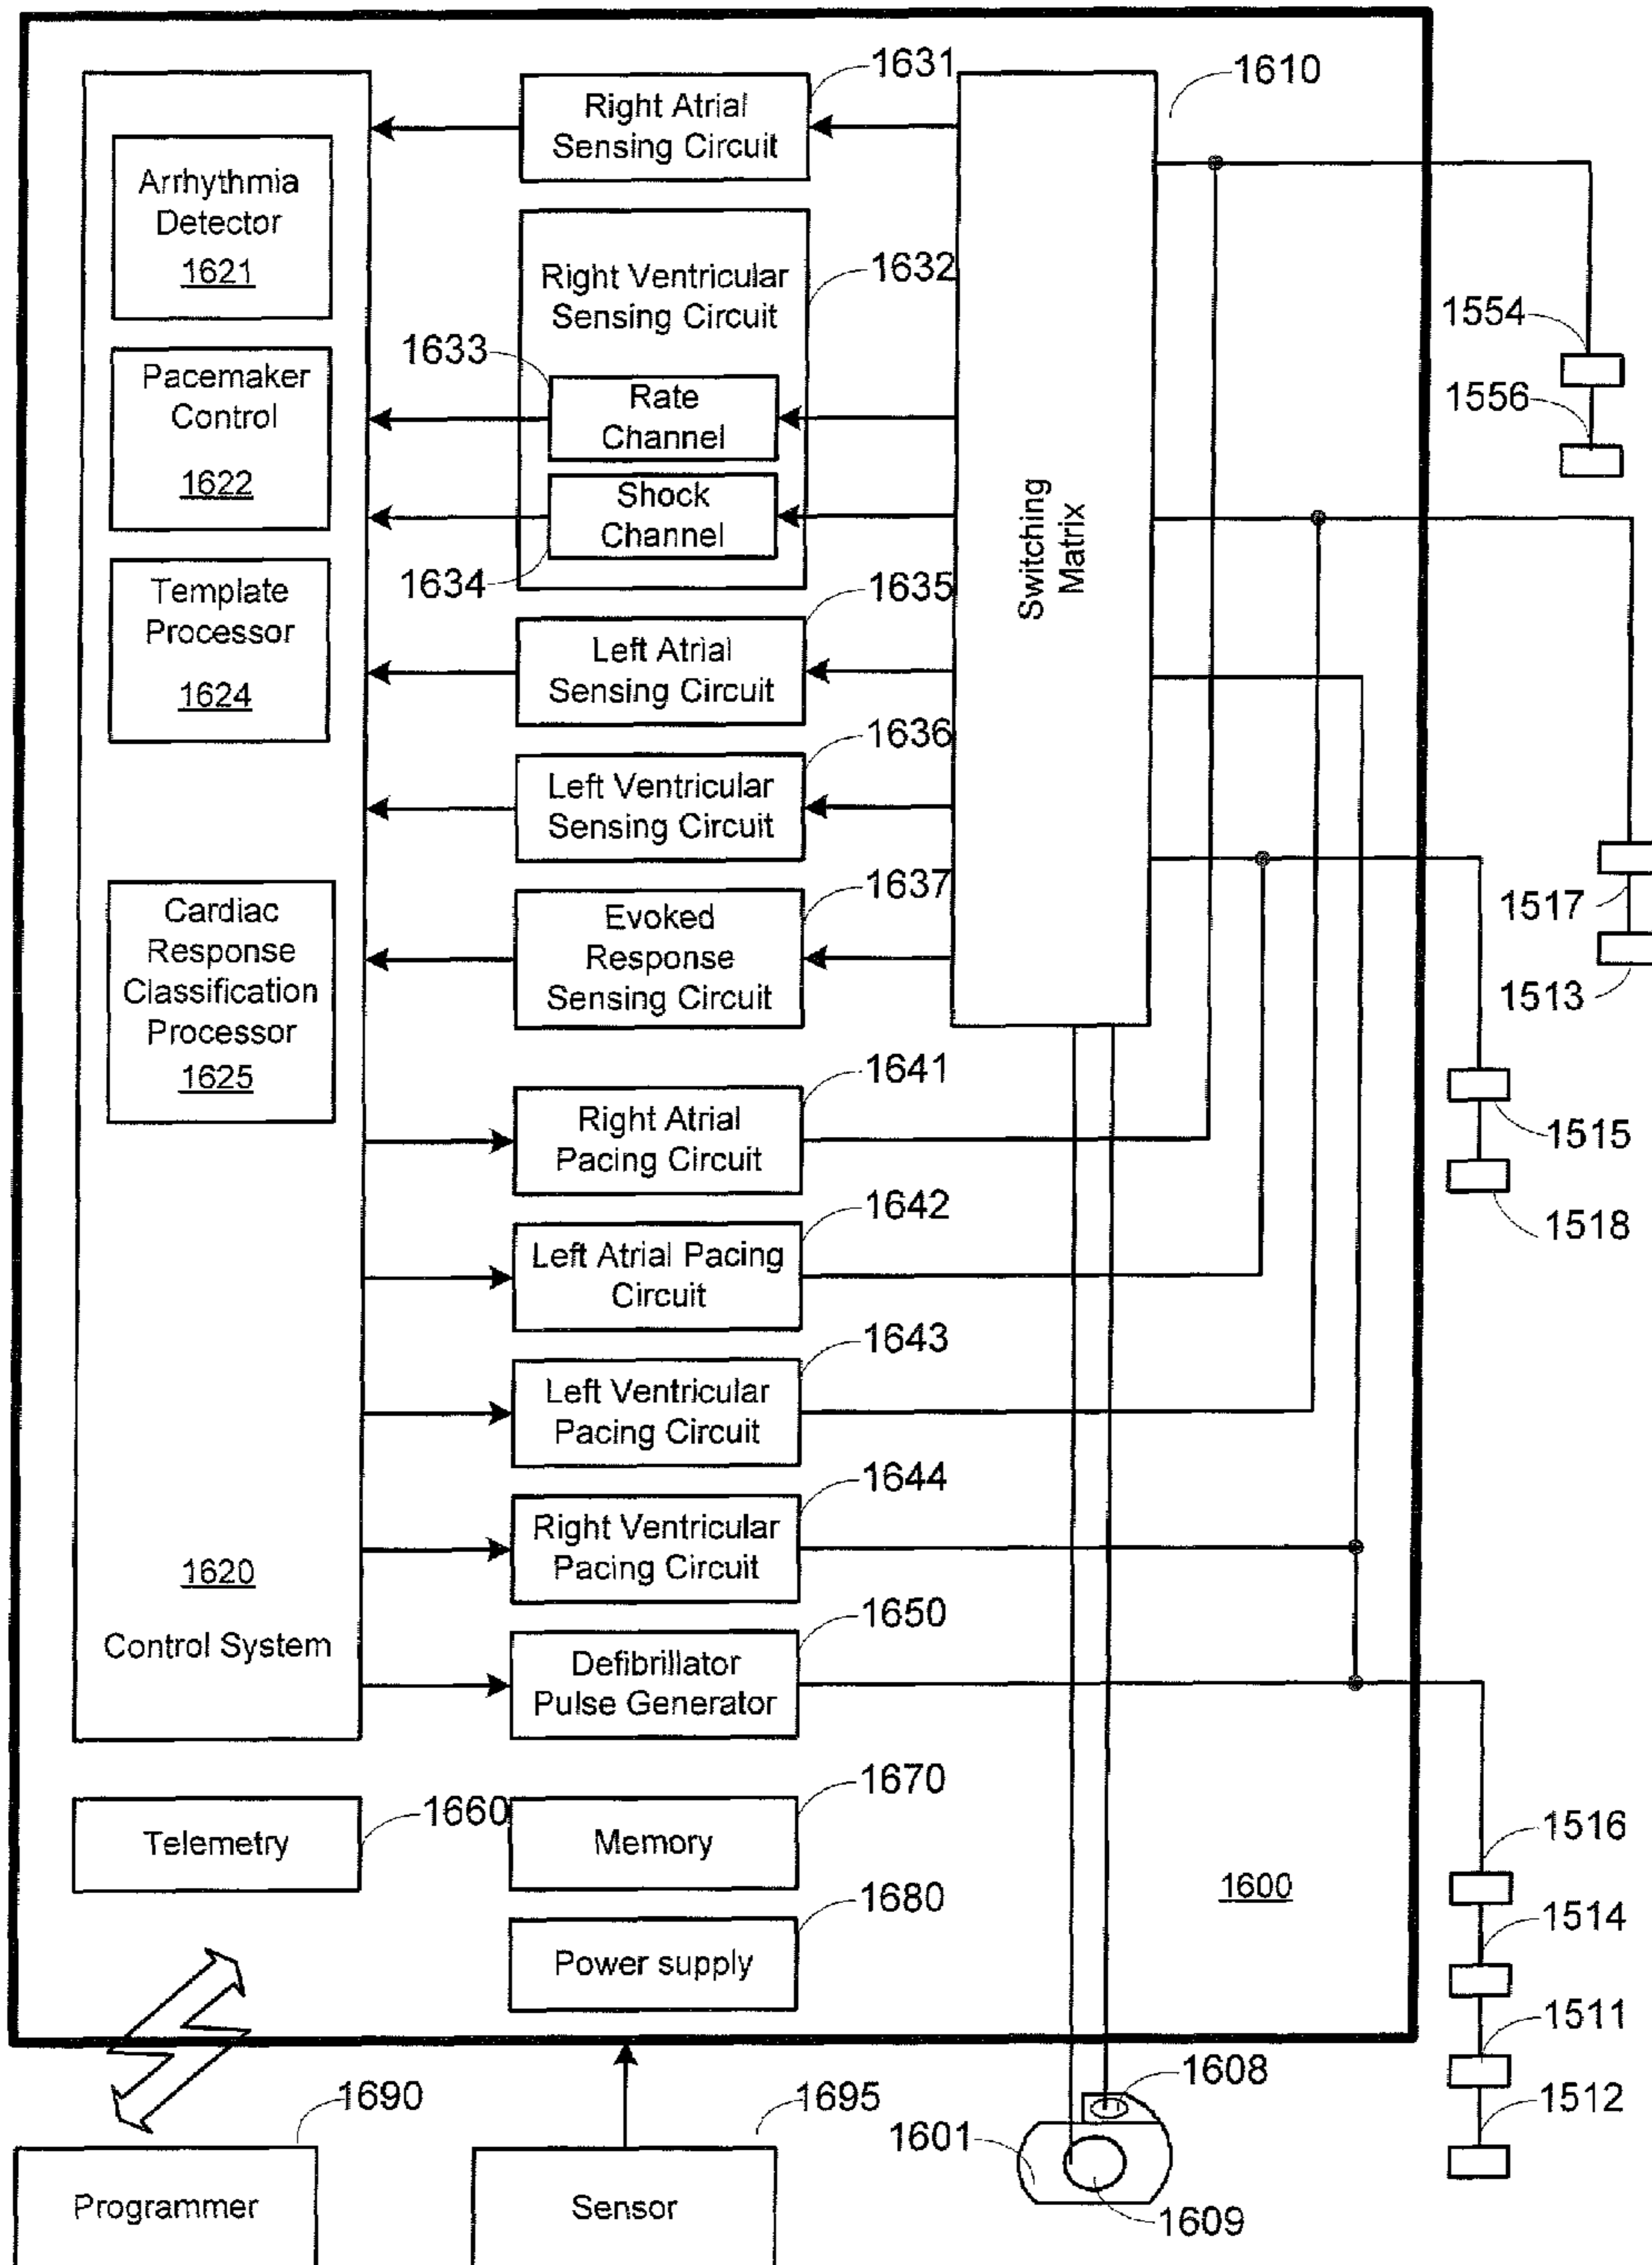 1631
1610
Right Atrial
Sensing Circuit
Arrhythmia
Detector
1621
1632
Right Ventricular
Sensing Circuit
1633
1554
Pacemaker
Control
1622
Rate
Channel
1556
Shock
Channel
Switching
Matrix
1634
1635
Template
Processor
1624
Left Atrial
Sensing Circuit
1636
Left Ventricular
Sensing Circuit
1637
1517
Cardiac
Response
Classification
Processor
1625
Evoked
Response
Sensing Circuit
1513
1641
Right Atrial
Pacing Circuit
1515
1642
1518
Left Atrial Pacing
Circuit
1643
Left Ventricular
Pacing Circuit
1644
Right Ventricular
Pacing Circuit
1620
Control System
1650
Defibrillator
Pulse Generator
1670
1660
Telemetry
Memory
1516
1600
1680
1514
Power supply
1511
1608
1512
1690
1695
1601
Programmer
Sensor
1609